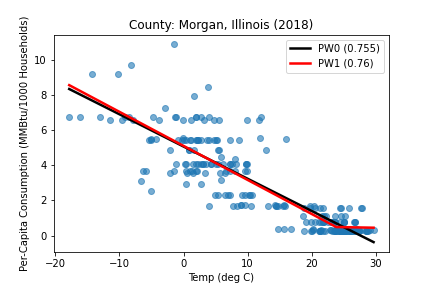 County: Morgan, Illinois (2018)
PW0 (0.755)
PW1 (0.76)
Per-Capita Consumption (MMBtu/1000 Households)
10
8
6
4
2
0
−20 −10 0 10 20 30
Temp (deg C)